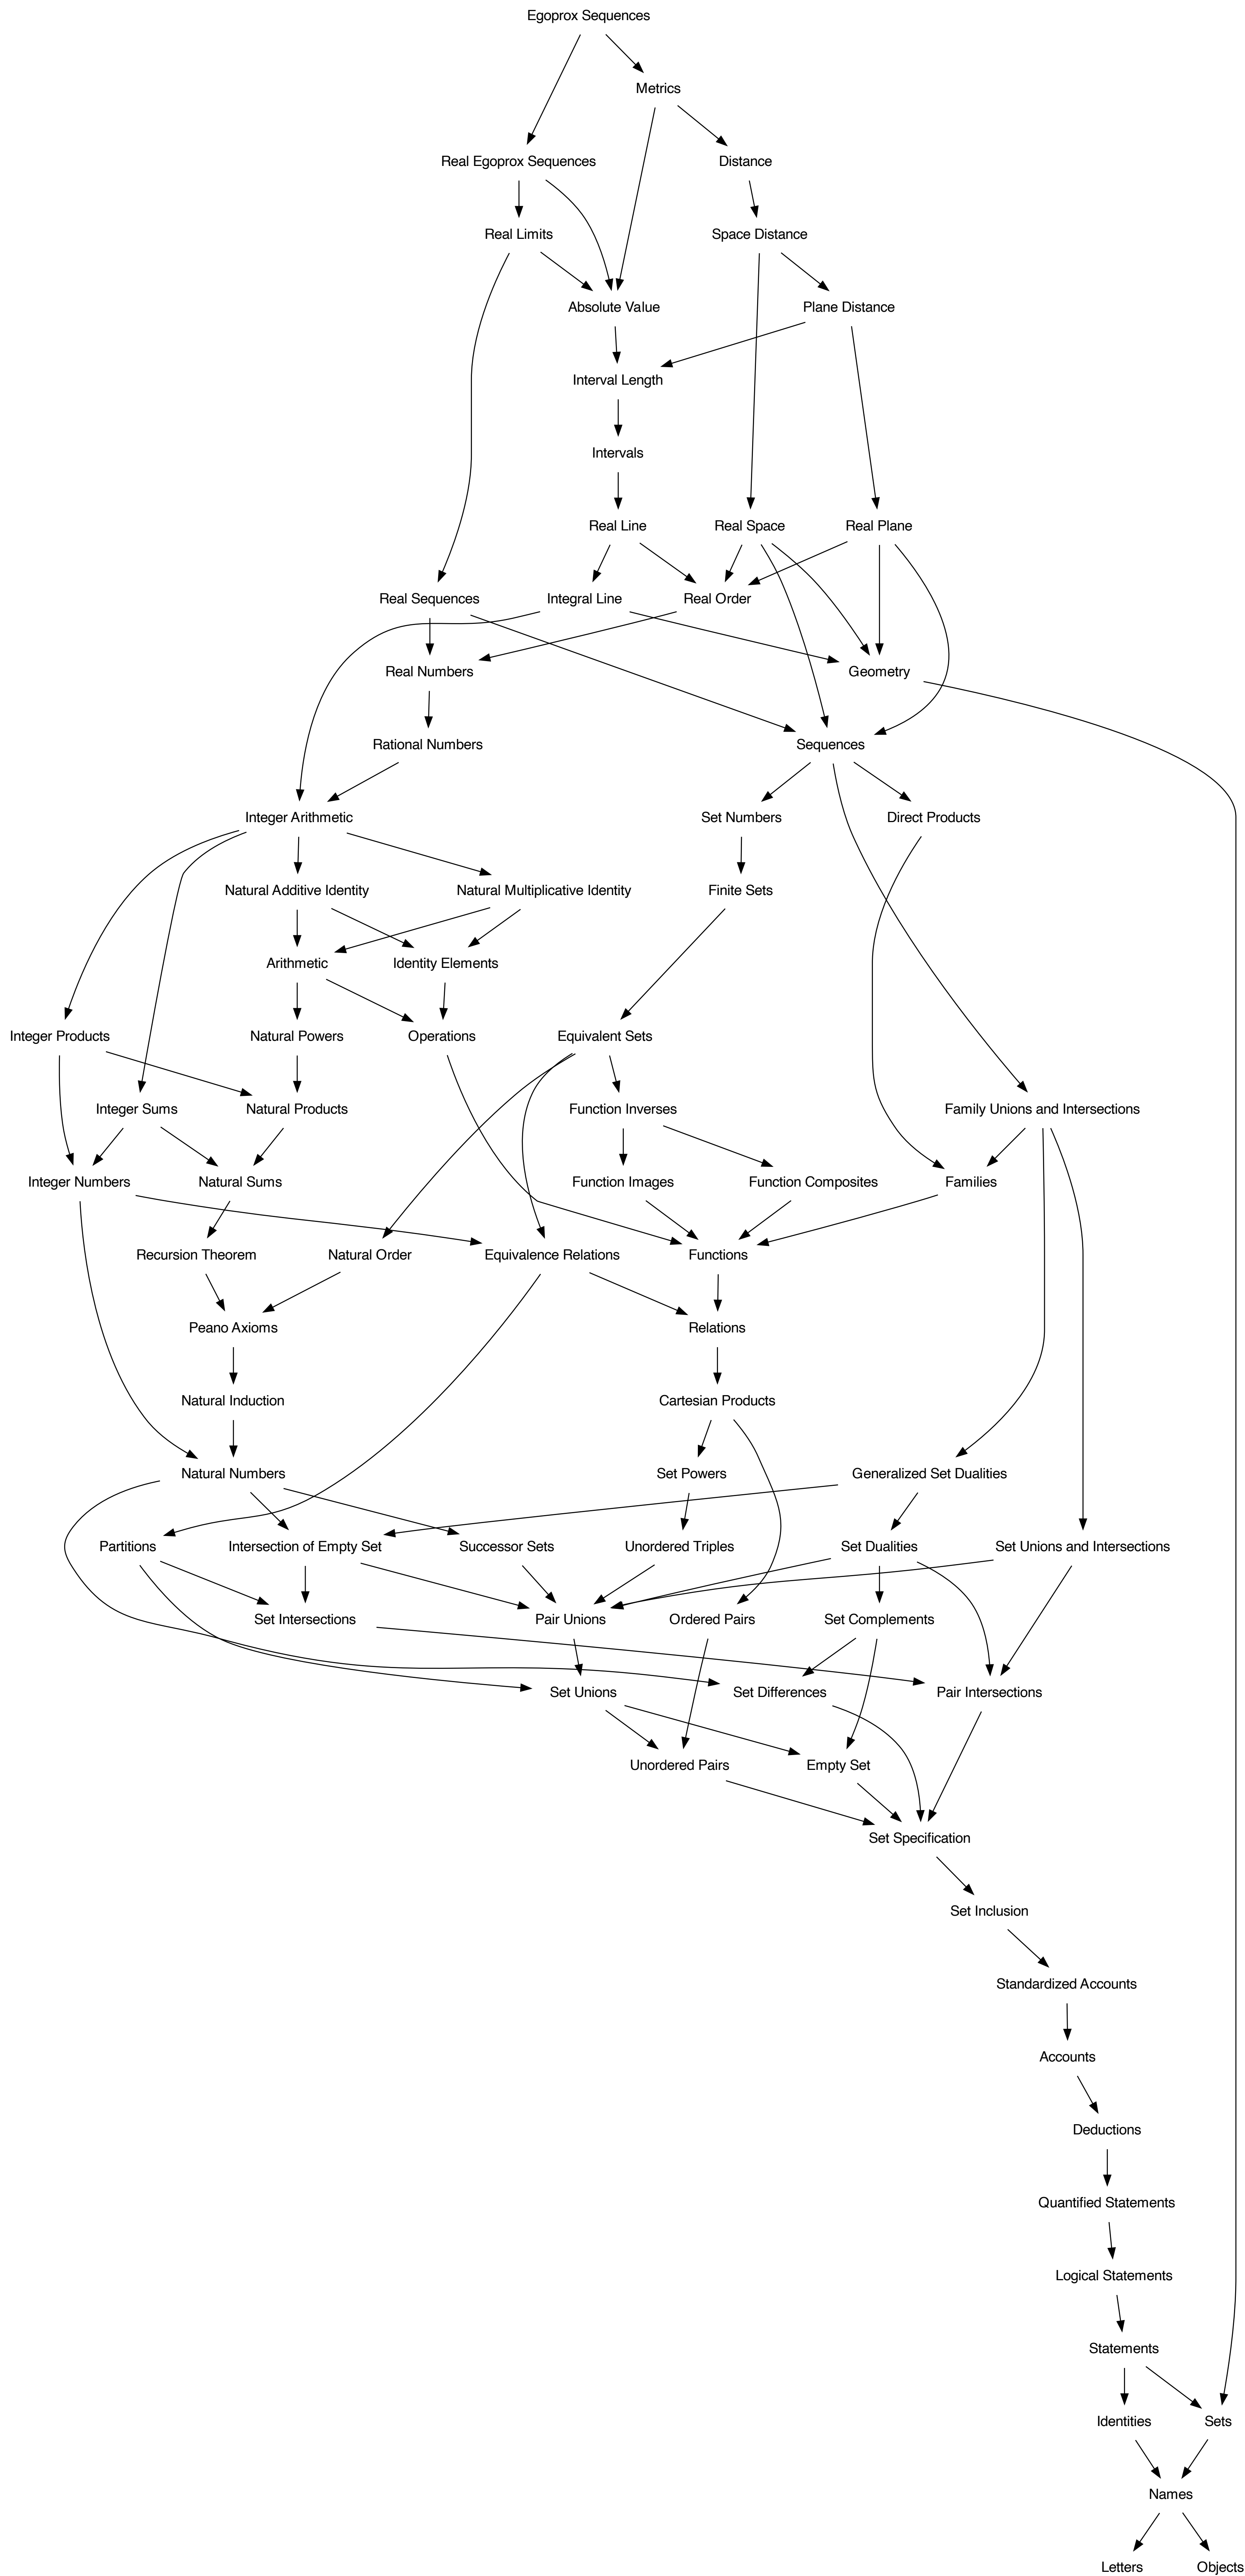 Egoprox Sequences
Metrics
Real Egoprox Sequences
Distance
Real Limits
Space Distance
Absolute Value
Plane Distance
Interval Length
Intervals
Real Line
Real Space
Real Plane
Real Sequences
Integral Line
Real Order
Real Numbers
Geometry
Rational Numbers
Sequences
Integer Arithmetic
Set Numbers
Direct Products
Natural Additive Identity
Natural Multiplicative Identity
Finite Sets
Arithmetic
Identity Elements
Integer Products
Natural Powers
Operations
Equivalent Sets
Integer Sums
Natural Products
Function Inverses
Family Unions and Intersections
Integer Numbers
Natural Sums
Function Images
Function Composites
Families
Recursion Theorem
Natural Order
Equivalence Relations
Functions
Peano Axioms
Relations
Natural Induction
Cartesian Products
Natural Numbers
Set Powers
Generalized Set Dualities
Partitions
Intersection of Empty Set
Successor Sets
Unordered Triples
Set Dualities
Set Unions and Intersections
Set Intersections
Pair Unions
Ordered Pairs
Set Complements
Set Unions
Set Differences
Pair Intersections
Unordered Pairs
Empty Set
Set Specification
Set Inclusion
Standardized Accounts
Accounts
Deductions
Quantified Statements
Logical Statements
Statements
Identities
Sets
Names
Letters
Objects